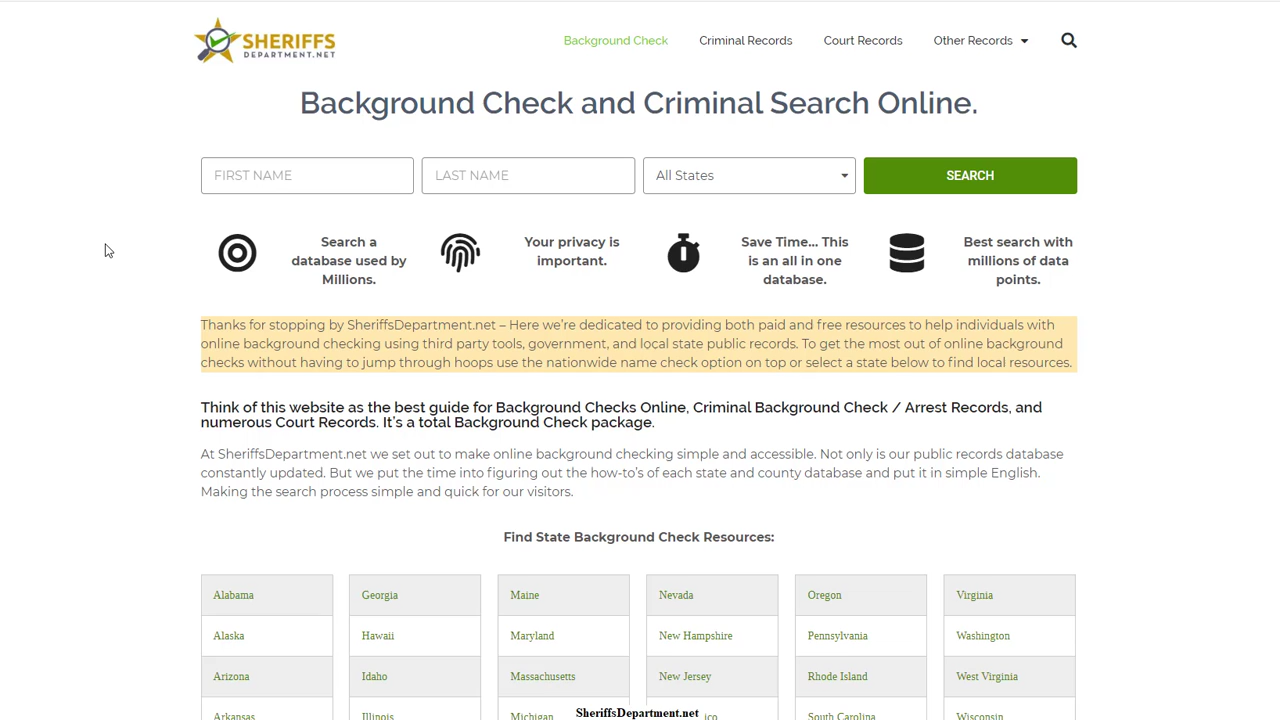 SHERIFFS
DEPARTMENT.NET
Background Check
Criminal Records
Court Records
Other Records
Background Check and Criminal Search Online.
FIRST NAME
LAST NAME
All States
SEARCH
Search a
database used by
Millions.
Your privacy is
important.
Save Time... This
is an all in one
database.
Best search with
millions of data
points.
Thanks for stopping by SheriffsDepartment.net – Here we're dedicated to providing both paid and free resources to help individuals with
online background checking using third party tools, government, and local state public records. To get the most out of online background
checks without having to jump through hoops use the nationwide name check option on top or select a state below to find local resources.
Think of this website as the best guide for Background Checks Online, Criminal Background Check / Arrest Records, and
numerous Court Records. It's a total Background Check package.
At SheriffsDepartment.net we set out to make online background checking simple and accessible. Not only is our public records database
constantly updated. But we put the time into figuring out the how-to's of each state and county database and put it in simple English.
Making the search process simple and quick for our visitors.
Find State Background Check Resources:
Alabama
Georgia
Maine
Nevada
Oregon
Virginia
Alaska
Hawaii
Maryland
New Hampshire
Pennsylvania
Washington
Arizona
Idaho
Massachusetts
New Jersey
Rhode Island
West Virginia
Arkansas
Illinois
Michigan
ico
South Carolina
Wisconsin
SheriffsDepartment.net